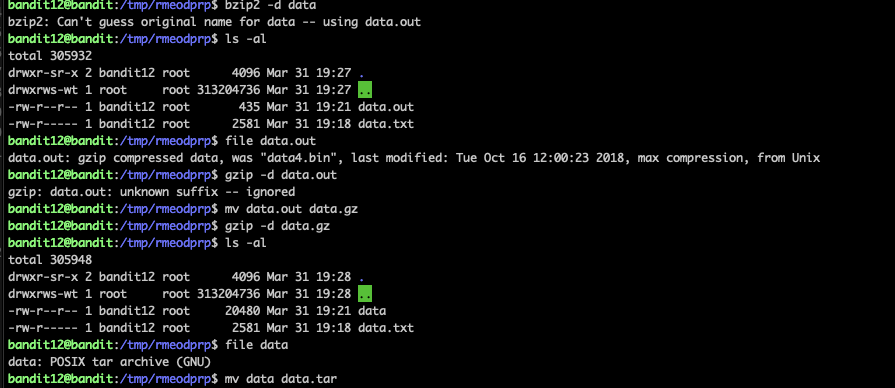 bandit12@bandit:/tmp/rmeodprp$ bzip2 -d data
bzip2: Can't guess original name for data -- using data.out
bandit12@bandit:/tmp/rmeodprp$ ls -al
total 305932
drwxr-sr-x 2 bandit12 root      4096 Mar 31 19:27 .
drwxrws-wt 1 root     root 313204736 Mar 31 19:27 ..
-rw-r--r-- 1 bandit12 root       435 Mar 31 19:21 data.out
-rw-r----- 1 bandit12 root      2581 Mar 31 19:18 data.txt
bandit12@bandit:/tmp/rmeodprp$ file data.out
data.out: gzip compressed data, was "data4.bin", last modified: Tue Oct 16 12:00:23 2018, max compression, from Unix
bandit12@bandit:/tmp/rmeodprp$ gzip -d data.out
gzip: data.out: unknown suffix -- ignored
bandit12@bandit:/tmp/rmeodprp$ mv data.out data.gz
bandit12@bandit:/tmp/rmeodprp$ gzip -d data.gz
bandit12@bandit:/tmp/rmeodprp$ ls -al
total 305948
drwxr-sr-x 2 bandit12 root      4096 Mar 31 19:28 .
drwxrws-wt 1 root     root 313204736 Mar 31 19:28 ..
-rw-r--r-- 1 bandit12 root     20480 Mar 31 19:21 data
-rw-r----- 1 bandit12 root      2581 Mar 31 19:18 data.txt
bandit12@bandit:/tmp/rmeodprp$ file data
data: POSIX tar archive (GNU)
bandit12@bandit:/tmp/rmeodprp$ mv data data.tar